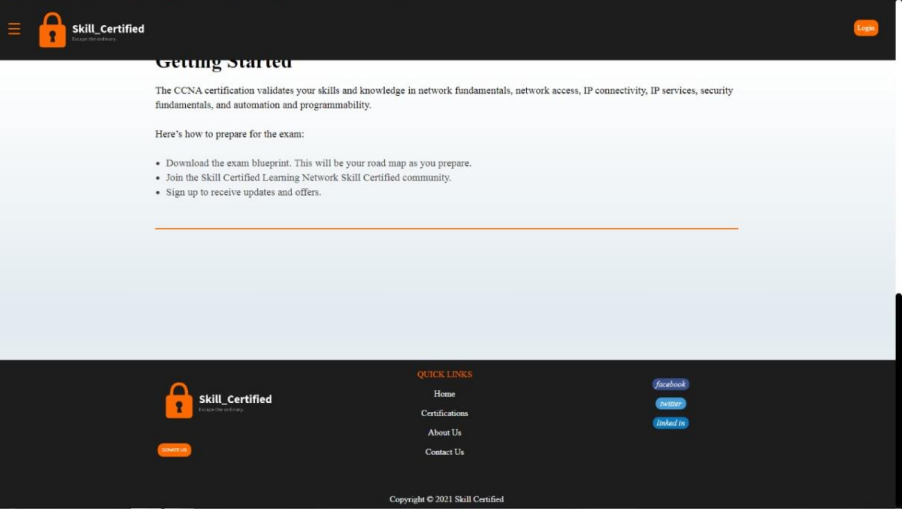 Skill_Certified
Escape the ordinary.
Login
Getting Started
The CCNA certification validates your skills and knowledge in network fundamentals, network access, IP connectivity, IP services, security
fundamentals, and automation and programmability.
Here’s how to prepare for the exam:
• Download the exam blueprint. This will be your road map as you prepare.
• Join the Skill Certified Learning Network Skill Certified community.
• Sign up to receive updates and offers.
Skill_Certified
Escape the ordinary.
DONATE US
QUICK LINKS
Home
Certifications
About Us
Contact Us
facebook
twitter
linked in
Copyright © 2021 Skill Certified